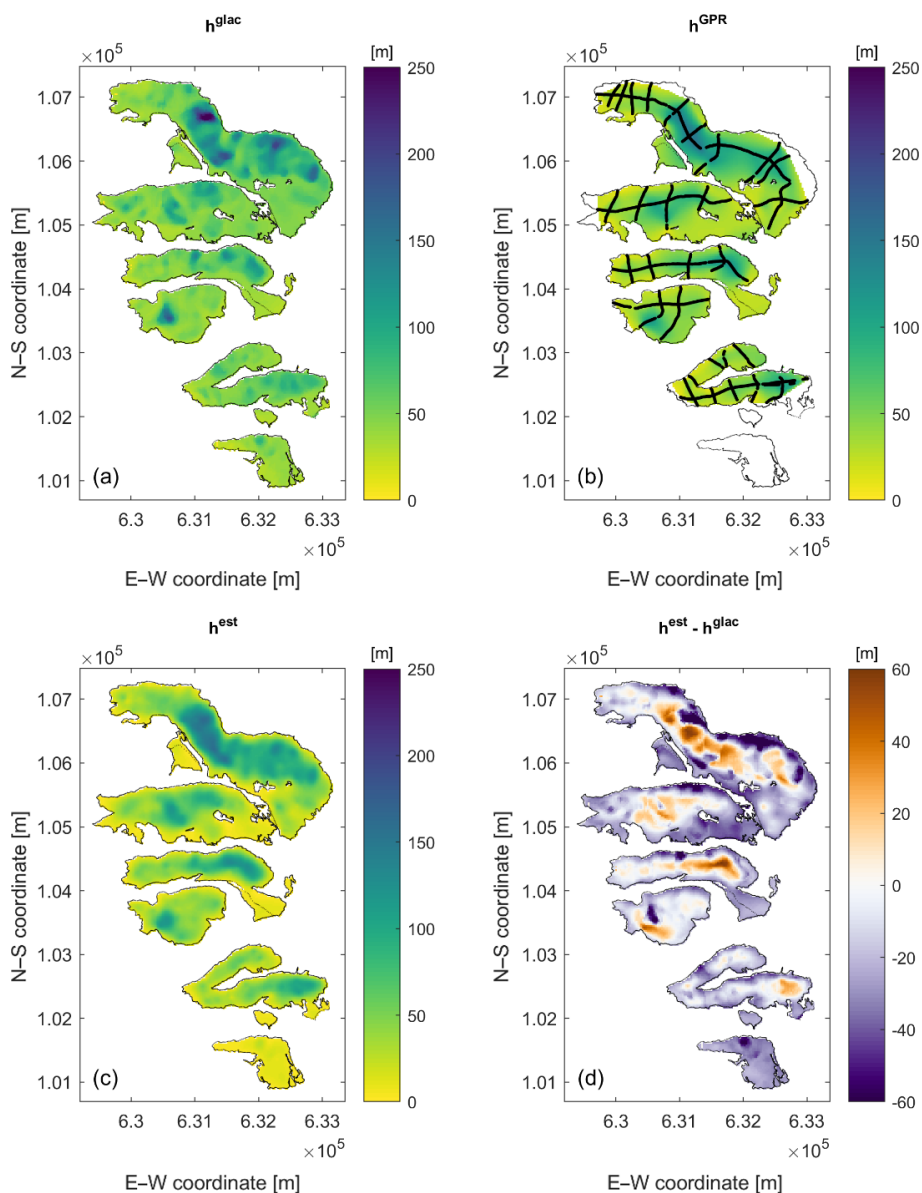 h^glac
[m]
×10^5
250
200
150
100
50
0
1.07
1.06
1.05
1.04
1.03
1.02
1.01
N–S coordinate [m]
(a)
6.3 6.31 6.32 6.33
×10^5
E–W coordinate [m]
h^GPR
[m]
×10^5
250
200
150
100
50
0
1.07
1.06
1.05
1.04
1.03
1.02
1.01
N–S coordinate [m]
(b)
6.3 6.31 6.32 6.33
×10^5
E–W coordinate [m]
h^est
[m]
×10^5
250
200
150
100
50
0
1.07
1.06
1.05
1.04
1.03
1.02
1.01
N–S coordinate [m]
(c)
6.3 6.31 6.32 6.33
×10^5
E–W coordinate [m]
h^est - h^glac
[m]
×10^5
60
40
20
0
-20
-40
-60
1.07
1.06
1.05
1.04
1.03
1.02
1.01
N–S coordinate [m]
(d)
6.3 6.31 6.32 6.33
×10^5
E–W coordinate [m]